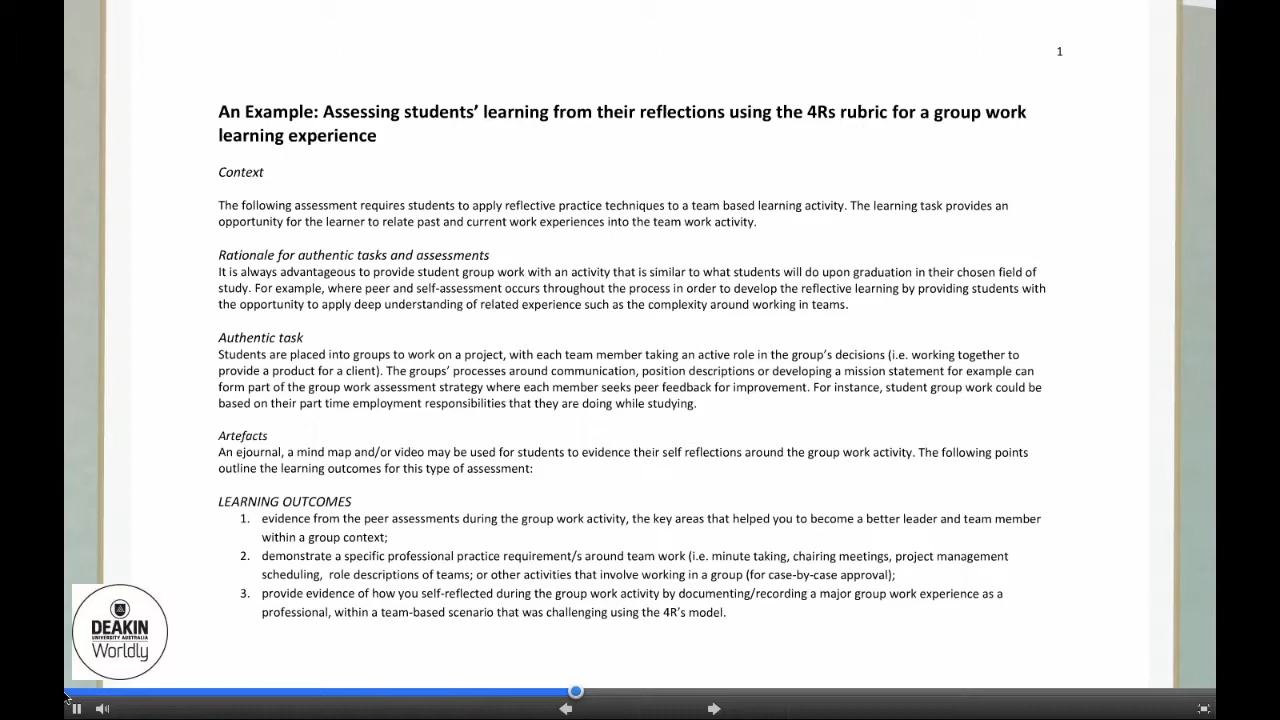 1
An Example: Assessing students’ learning from their reflections using the 4Rs rubric for a group work
learning experience
Context
The following assessment requires students to apply reflective practice techniques to a team based learning activity. The learning task provides an
opportunity for the learner to relate past and current work experiences into the team work activity.
Rationale for authentic tasks and assessments
It is always advantageous to provide student group work with an activity that is similar to what students will do upon graduation in their chosen field of
study. For example, where peer and self-assessment occurs throughout the process in order to develop the reflective learning by providing students with
the opportunity to apply deep understanding of related experience such as the complexity around working in teams.
Authentic task
Students are placed into groups to work on a project, with each team member taking an active role in the group’s decisions (i.e. working together to
provide a product for a client). The groups’ processes around communication, position descriptions or developing a mission statement for example can
form part of the group work assessment strategy where each member seeks peer feedback for improvement. For instance, student group work could be
based on their part time employment responsibilities that they are doing while studying.
Artefacts
An ejournal, a mind map and/or video may be used for students to evidence their self reflections around the group work activity. The following points
outline the learning outcomes for this type of assessment:
LEARNING OUTCOMES
1. evidence from the peer assessments during the group work activity, the key areas that helped you to become a better leader and team member
within a group context;
2. demonstrate a specific professional practice requirement/s around team work (i.e. minute taking, chairing meetings, project management
scheduling, role descriptions of teams; or other activities that involve working in a group (for case-by-case approval);
3. provide evidence of how you self-reflected during the group work activity by documenting/recording a major group work experience as a
professional, within a team-based scenario that was challenging using the 4R’s model.
DEAKIN
UNIVERSITY AUSTRALIA
Worldly